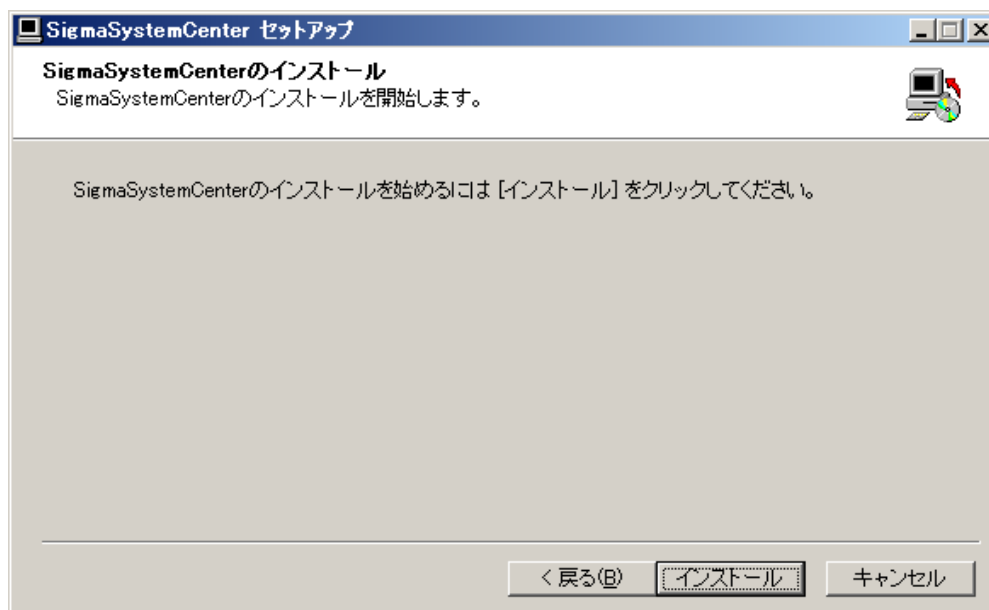 SigmaSystemCenter セットアップ
SigmaSystemCenterのインストール
SigmaSystemCenterのインストールを開始します。
SigmaSystemCenterのインストールを始めるには [インストール] をクリックしてください。
< 戻る(B)
インストール
キャンセル